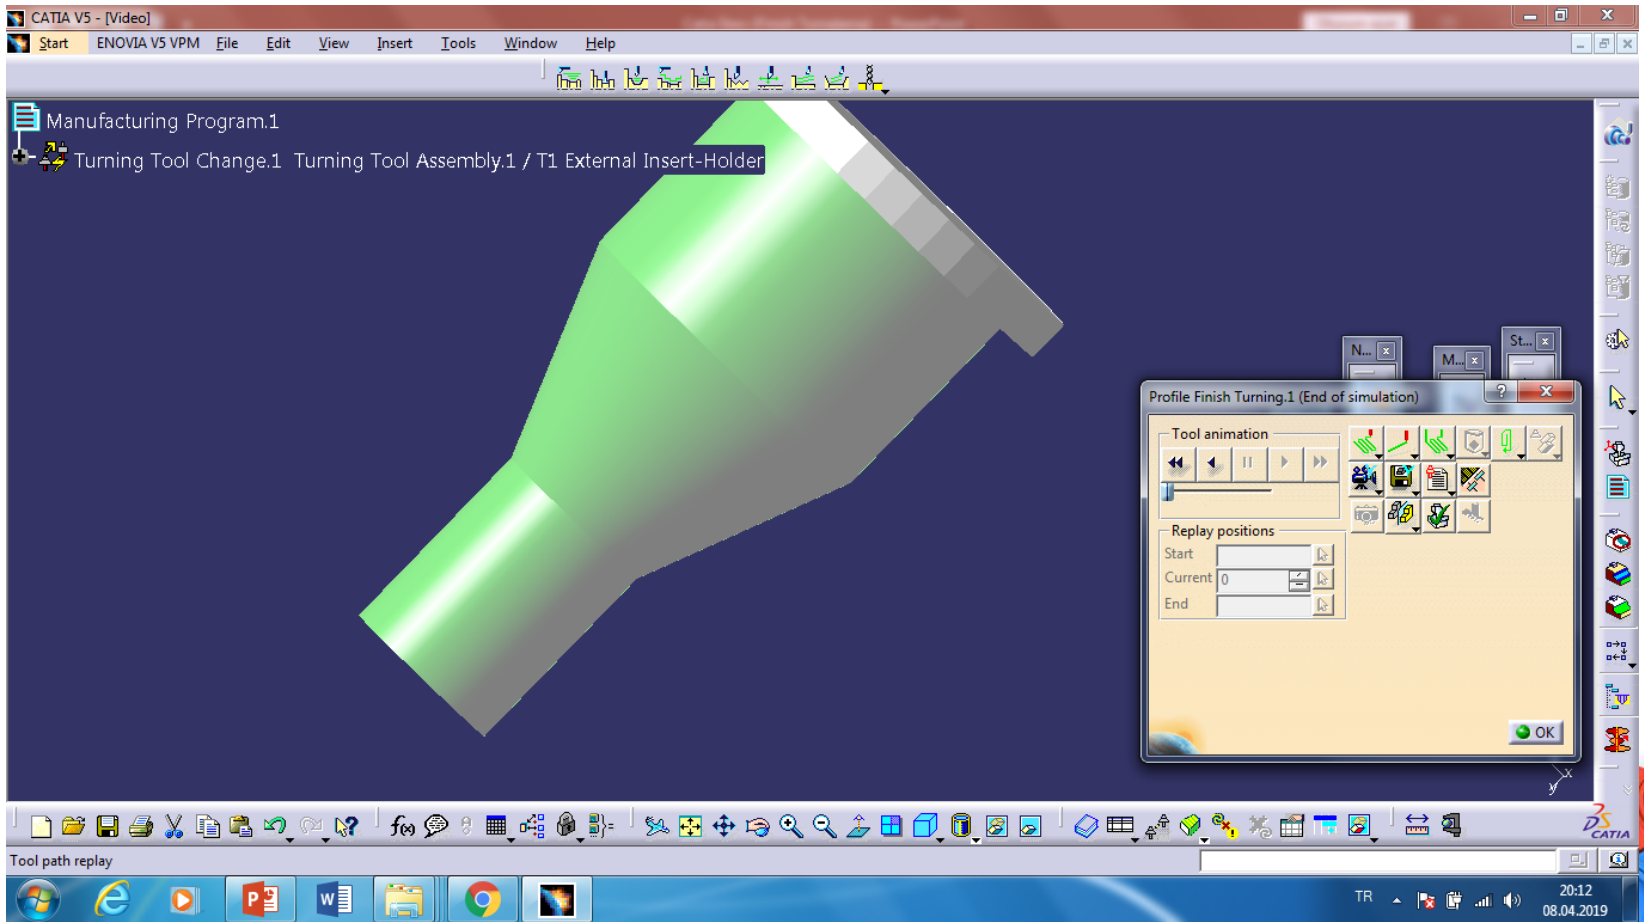 CATIA V5 - [Video]
Start ENOVIA V5 VPM File Edit View Insert Tools Window Help
Manufacturing Program.1
Turning Tool Change.1 Turning Tool Assembly.1 / T1 External Insert-Holder
N...
M...
St...
Profile Finish Turning.1 (End of simulation)
Tool animation
Replay positions
Start
Current 0
End
OK
x
y
f(x)
CATIA
Tool path replay
TR
20:12
08.04.2019